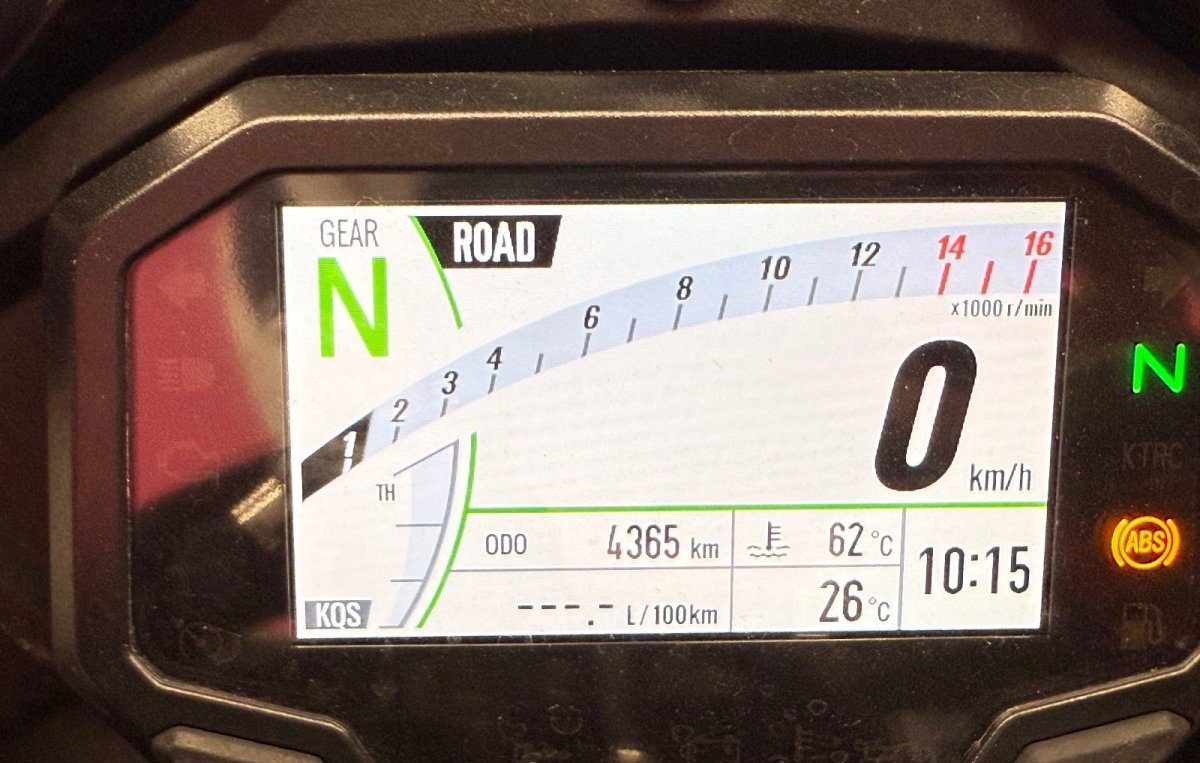 GEAR
N
ROAD
1 2 3 4 6 8 10 12 14 16
x1000 r/min
0 km/h
N
KTRC
TH
ODO 4365 km
62 °C
10:15
ABS
KQS
---.- L/100km
26 °C